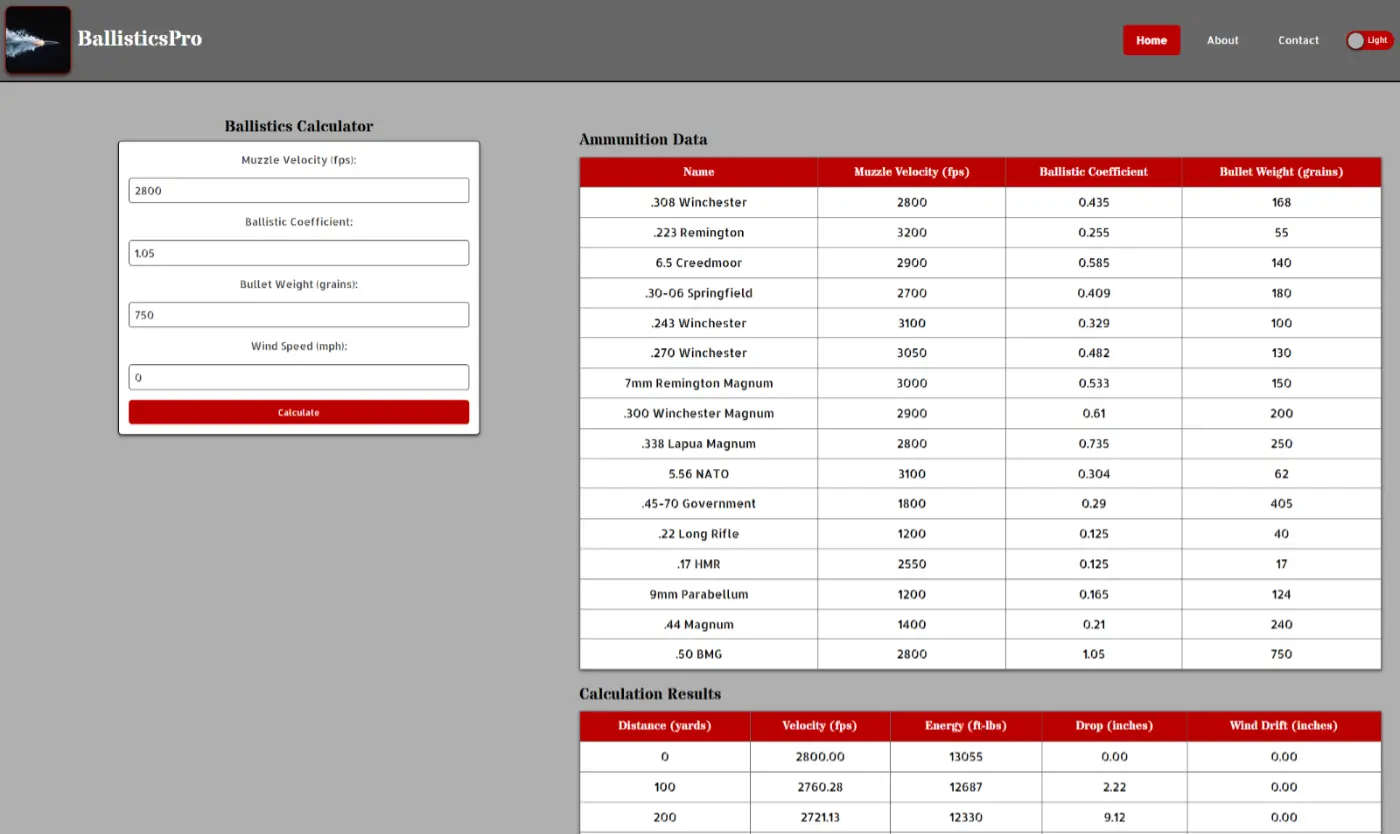 BallisticsPro
Home About Contact Light
Ballistics Calculator
Muzzle Velocity (fps):
2800
Ballistic Coefficient:
1.05
Bullet Weight (grains):
750
Wind Speed (mph):
0
Calculate
Ammunition Data
Name Muzzle Velocity (fps) Ballistic Coefficient Bullet Weight (grains)
.308 Winchester 2800 0.435 168
.223 Remington 3200 0.255 55
6.5 Creedmoor 2900 0.585 140
.30-06 Springfield 2700 0.409 180
.243 Winchester 3100 0.329 100
.270 Winchester 3050 0.482 130
7mm Remington Magnum 3000 0.533 150
.300 Winchester Magnum 2900 0.61 200
.338 Lapua Magnum 2800 0.735 250
5.56 NATO 3100 0.304 62
.45-70 Government 1800 0.29 405
.22 Long Rifle 1200 0.125 40
.17 HMR 2550 0.125 17
9mm Parabellum 1200 0.165 124
.44 Magnum 1400 0.21 240
.50 BMG 2800 1.05 750
Calculation Results
Distance (yards) Velocity (fps) Energy (ft-lbs) Drop (inches) Wind Drift (inches)
0 2800.00 13055 0.00 0.00
100 2760.28 12687 2.22 0.00
200 2721.13 12330 9.12 0.00